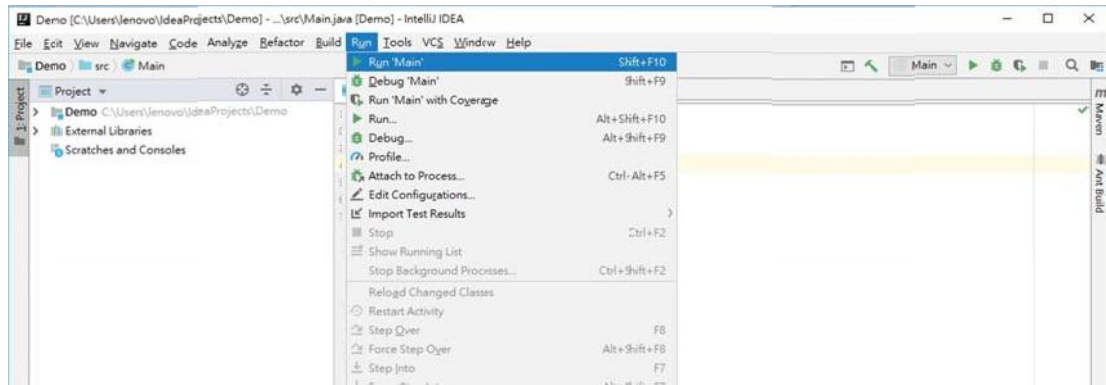 Demo [C:\Users\lenovo\IdeaProjects\Demo] - ...\src\Main.java [Demo] - IntelliJ IDEA
File Edit View Navigate Code Analyze Refactor Build Run Tools VCS Window Help
Demo src Main
Main
1: Project
Project
Demo C:\Users\lenovo\IdeaProjects\Demo
External Libraries
Scratches and Consoles
Run 'Main' Shift+F10
Debug 'Main' Shift+F9
Run 'Main' with Coverage
Run... Alt+Shift+F10
Debug... Alt+Shift+F9
Profile...
Attach to Process... Ctrl+Alt+F5
Edit Configurations...
Import Test Results
Stop Ctrl+F2
Show Running List
Stop Background Processes... Ctrl+Shift+F2
Reload Changed Classes
Restart Activity
Step Over F8
Force Step Over Alt+Shift+F8
Step Into F7
Maven
Ant Build